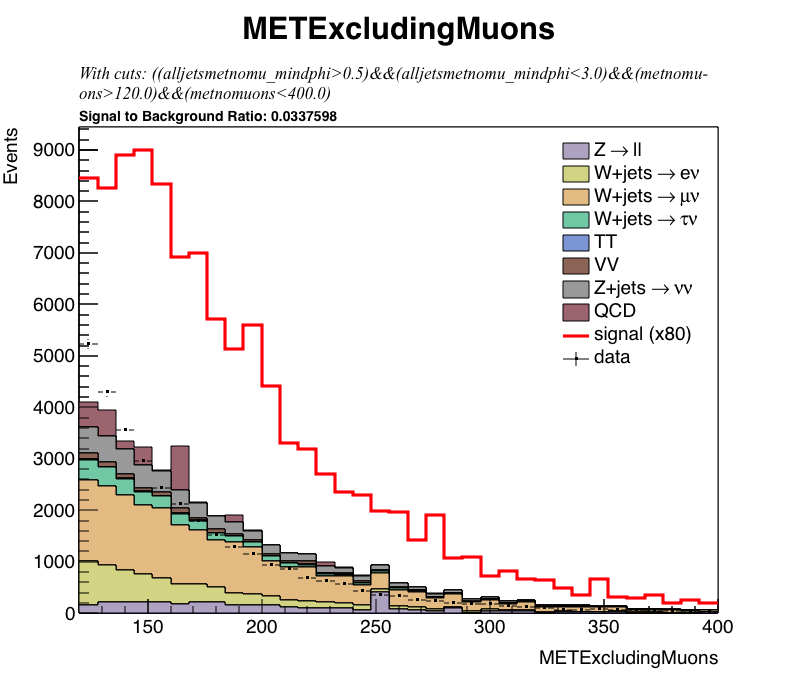 METExcludingMuons
With cuts: ((alljetsmetnomu_mindphi>0.5)&&(alljetsmetnomu_mindphi<3.0)&&(metnomu-
ons>120.0)&&(metnomuons<400.0)
Signal to Background Ratio: 0.0337598
Events
9000
8000
7000
6000
5000
4000
3000
2000
1000
0
Z → ll
W+jets → eν
W+jets → μν
W+jets → τν
TT
VV
Z+jets → νν
QCD
signal (x80)
data
150 200 250 300 350 400
METExcludingMuons